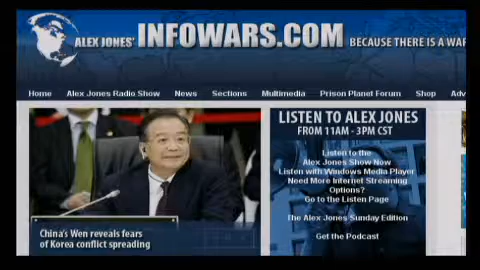 ALEX JONES' INFOWARS.COM BECAUSE THERE IS A WAR
Home Alex Jones Radio Show News Sections Multimedia Prison Planet Forum Shop Adv
China's Wen reveals fears
of Korea conflict spreading
LISTEN TO ALEX JONES
FROM 11AM - 3PM CST
Listen to the
Alex Jones Show Now
Listen with Windows Media Player
Need More Internet Streaming
Options?
Go to the Listen Page
The Alex Jones Sunday Edition
Get the Podcast